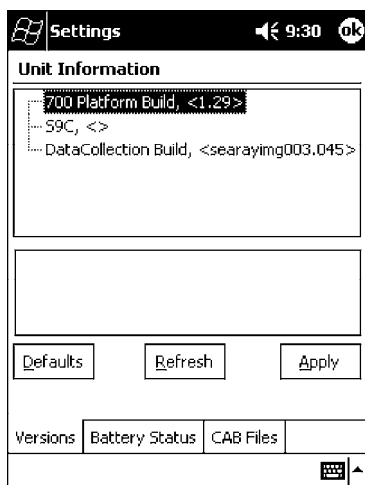 Settings 9:30 ok
Unit Information
700 Platform Build, <1.29>
S9C, <>
DataCollection Build, <searayimg003.045>
Defaults Refresh Apply
Versions Battery Status CAB Files